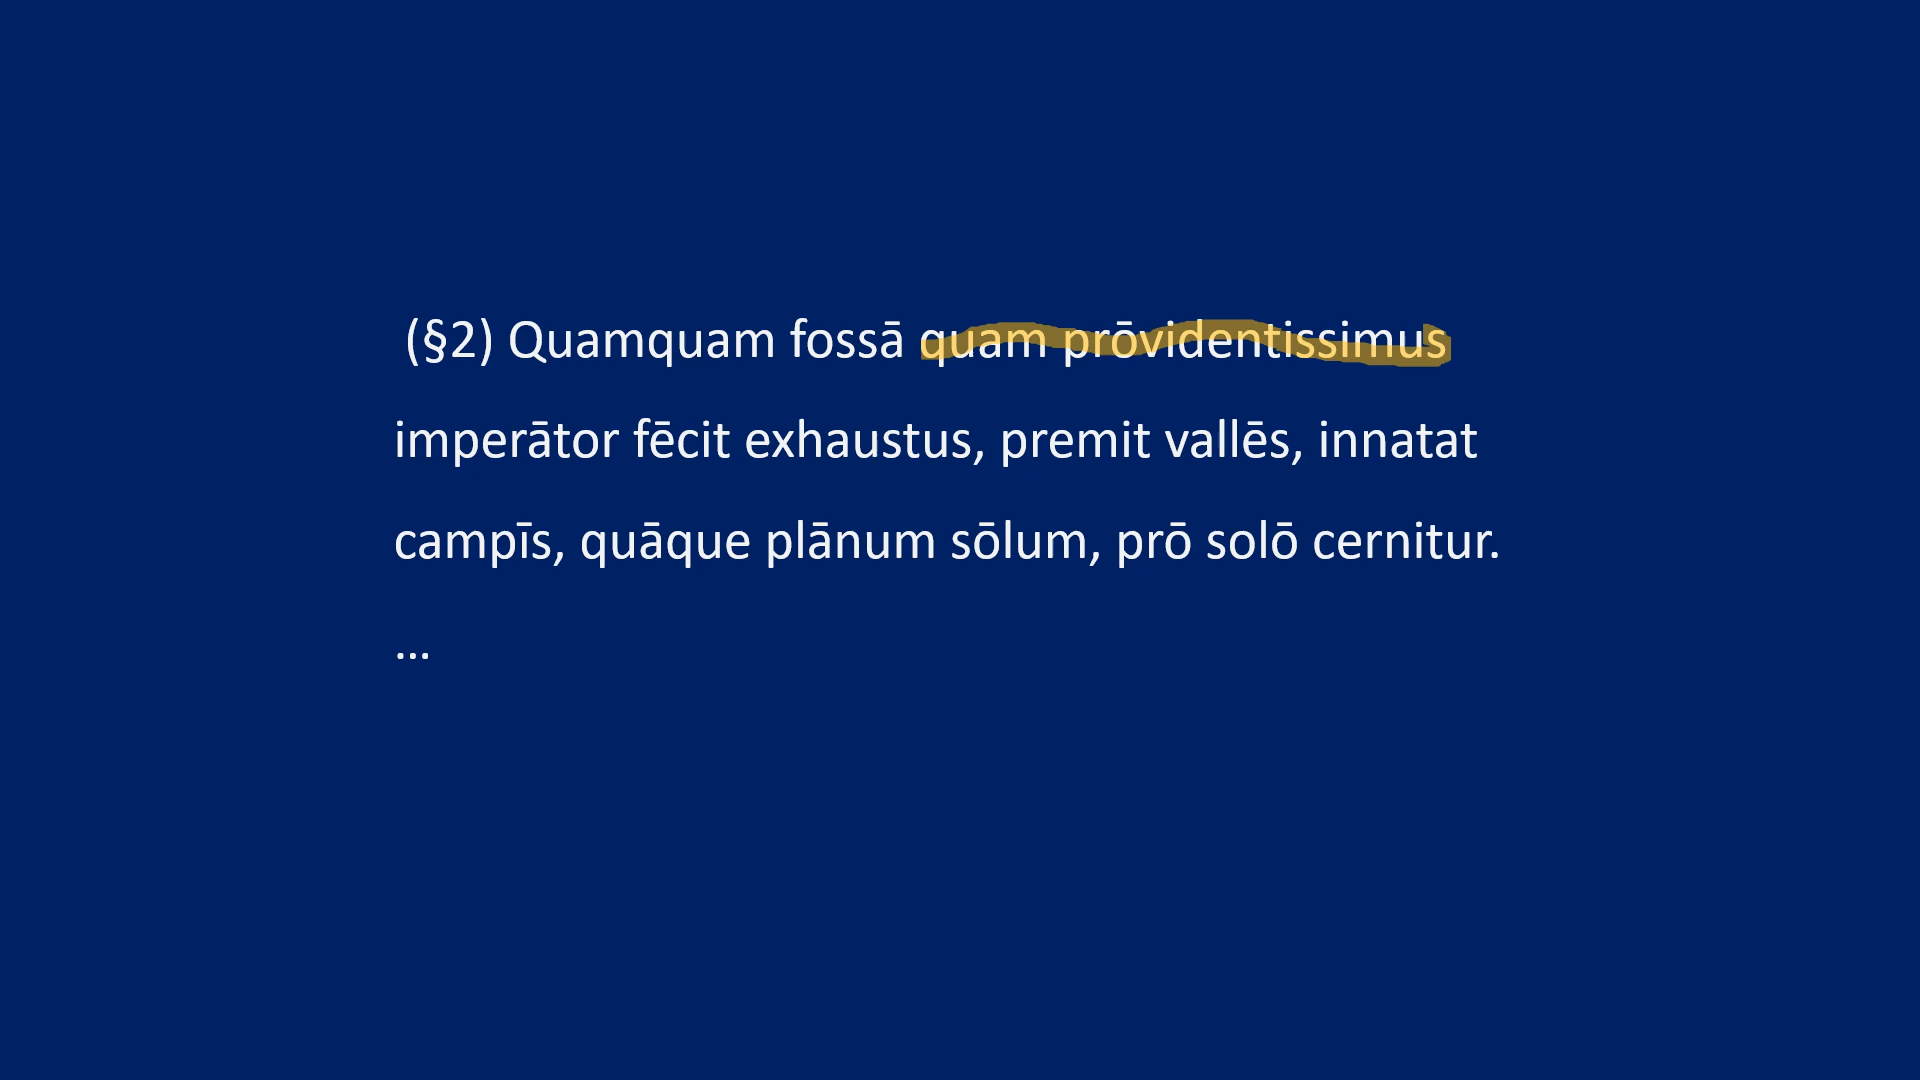 (§2) Quamquam fossā quam prōvidentissimus
imperātor fēcit exhaustus, premit vallēs, innatat
campīs, quāque plānum sōlum, prō solō cernitur.
...